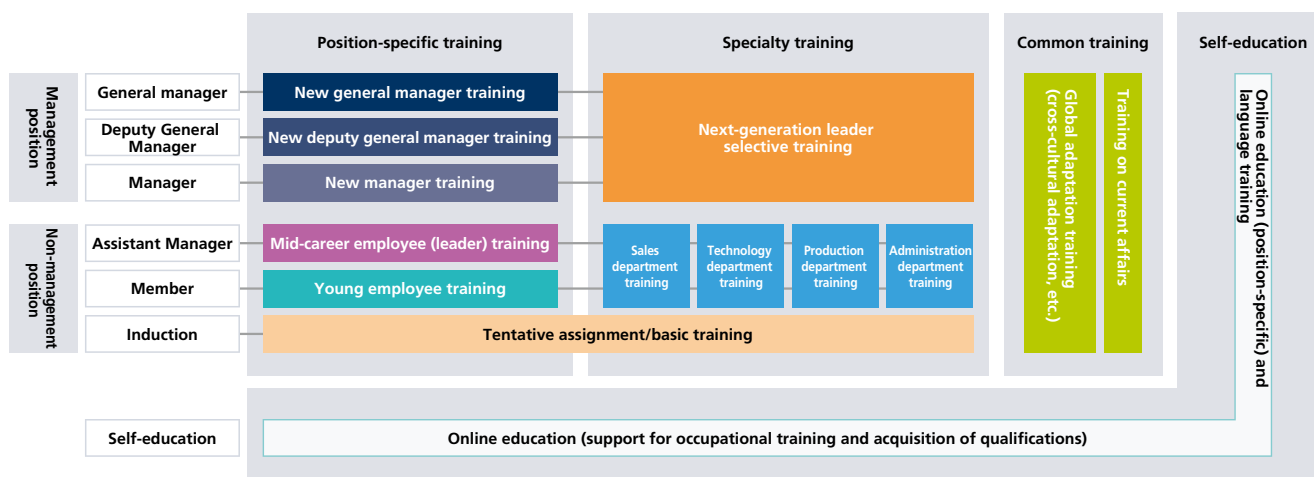 Position-specific training
Specialty training
Common training
Self-education
Management
position
General manager
New general manager training
Deputy General
Manager
New deputy general manager training
Manager
New manager training
Next-generation leader
selective training
Non-management
position
Assistant Manager
Mid-career employee (leader) training
Member
Young employee training
Sales
department
training
Technology
department
training
Production
department
training
Administration
department
training
Induction
Tentative assignment/basic training
Global adaptation training
(cross-cultural adaptation, etc.)
Training on current affairs
Online education (position-specific) and
language training
Self-education
Online education (support for occupational training and acquisition of qualifications)